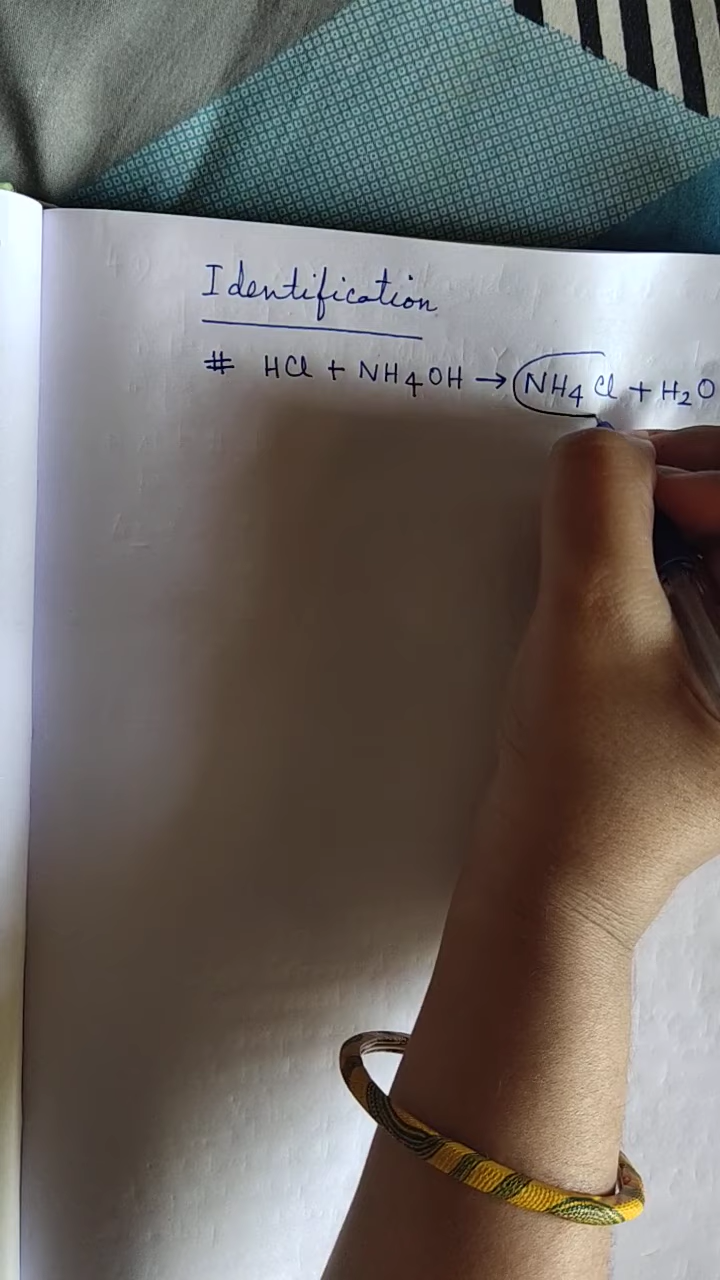 Identification
# HCl + NH₄OH → NH₄Cl + H₂O